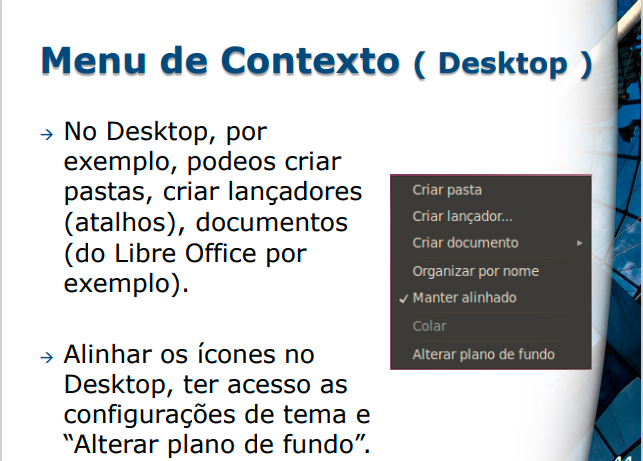 Menu de Contexto ( Desktop )
→ No Desktop, por
exemplo, podeos criar
pastas, criar lançadores
(atalhos), documentos
(do Libre Office por
exemplo).
→ Alinhar os ícones no
Desktop, ter acesso as
configurações de tema e
“Alterar plano de fundo”.
Criar pasta
Criar lançador...
Criar documento
Organizar por nome
✓ Manter alinhado
Colar
Alterar plano de fundo